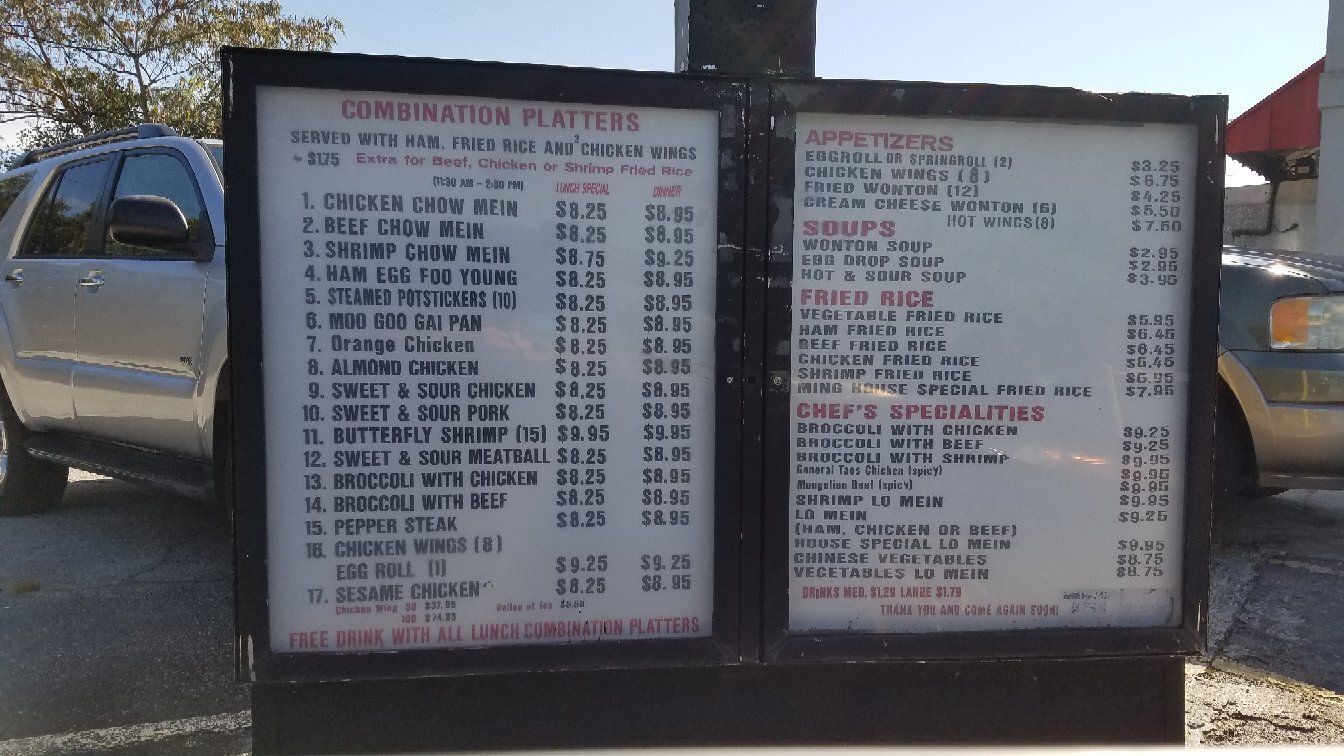 COMBINATION PLATTERS
SERVED WITH HAM, FRIED RICE AND 2 CHICKEN WINGS
~ $1.75 Extra for Beef, Chicken or Shrimp Fried Rice
(11:30 AM - 2:30 PM) LUNCH SPECIAL DINNER
1. CHICKEN CHOW MEIN $8.25 $8.95
2. BEEF CHOW MEIN $8.25 $8.95
3. SHRIMP CHOW MEIN $8.75 $9.25
4. HAM EGG FOO YOUNG $8.25 $8.95
5. STEAMED POTSTICKERS (10) $8.25 $8.95
6. MOO GOO GAI PAN $8.25 $8.95
7. Orange Chicken $8.25 $8.95
8. ALMOND CHICKEN $8.25 $8.95
9. SWEET & SOUR CHICKEN $8.25 $8.95
10. SWEET & SOUR PORK $8.25 $8.95
11. BUTTERFLY SHRIMP (15) $9.95 $9.95
12. SWEET & SOUR MEATBALL $8.25 $8.95
13. BROCCOLI WITH CHICKEN $8.25 $8.95
14. BROCCOLI WITH BEEF $8.25 $8.95
15. PEPPER STEAK $8.25 $8.95
16. CHICKEN WINGS (8)
EGG ROLL (1) $9.25 $9.25
17. SESAME CHICKEN $8.25 $8.95
Chicken Wing 50 $37.95 Gallon of Tea $5.50
100 $74.95
FREE DRINK WITH ALL LUNCH COMBINATION PLATTERS
APPETIZERS
EGGROLL OR SPRINGROLL (2) $3.25
CHICKEN WINGS (8) $6.75
FRIED WONTON (12) $4.25
CREAM CHEESE WONTON (6) $5.50
HOT WINGS (8) $7.50
SOUPS
WONTON SOUP $2.95
EGG DROP SOUP $2.95
HOT & SOUR SOUP $3.95
FRIED RICE
VEGETABLE FRIED RICE $5.95
HAM FRIED RICE $6.45
BEEF FRIED RICE $6.45
CHICKEN FRIED RICE $6.45
SHRIMP FRIED RICE $6.95
MING HOUSE SPECIAL FRIED RICE $7.95
CHEF'S SPECIALITIES
BROCCOLI WITH CHICKEN $9.25
BROCCOLI WITH BEEF $9.25
BROCCOLI WITH SHRIMP $9.95
General Taos Chicken (spicy) $9.95
Mongolian Beef (spicy) $9.95
SHRIMP LO MEIN $9.95
LO MEIN $9.25
(HAM, CHICKEN OR BEEF)
HOUSE SPECIAL LO MEIN $9.95
CHINESE VEGETABLES $8.75
VEGETABLES LO MEIN $8.75
DRINKS MED. $1.29 LARGE $1.79
THANK YOU AND COME AGAIN SOON!